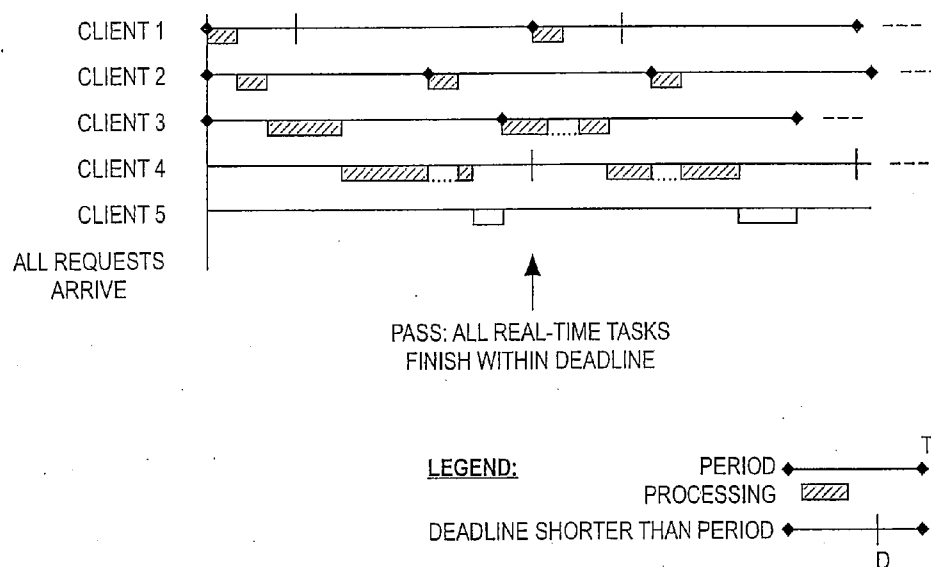 CLIENT 1
CLIENT 2
CLIENT 3
CLIENT 4
CLIENT 5
ALL REQUESTS
ARRIVE
PASS: ALL REAL-TIME TASKS
FINISH WITHIN DEADLINE
LEGEND:
T
PERIOD
PROCESSING
DEADLINE SHORTER THAN PERIOD
D